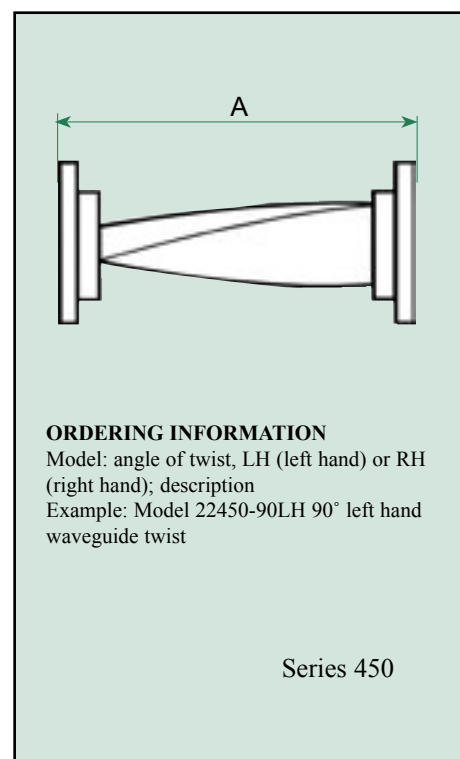 A
ORDERING INFORMATION
Model: angle of twist, LH (left hand) or RH
(right hand); description
Example: Model 22450-90LH 90˚ left hand
waveguide twist
Series 450